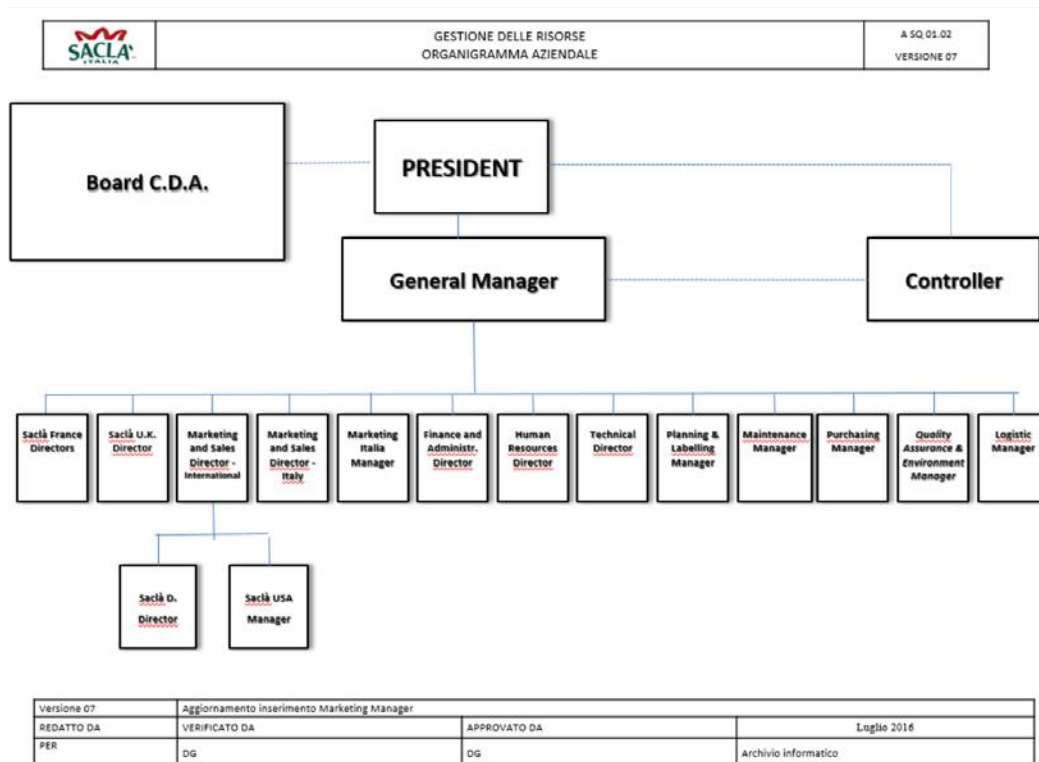 SACLÀ
ITALIA
GESTIONE DELLE RISORSE
ORGANIGRAMMA AZIENDALE
A SQ 01.02
VERSIONE 07
Board C.D.A.
PRESIDENT
General Manager
Controller
Saclà France
Directors
Saclà U.K.
Director
Marketing
and Sales
Director -
International
Marketing
and Sales
Director -
Italy
Marketing
Italia
Manager
Finance and
Administr.
Director
Human
Resources
Director
Technical
Director
Planning &
Labelling
Manager
Maintenance
Manager
Purchasing
Manager
Quality
Assurance &
Environment
Manager
Logistic
Manager
Saclà D.
Director
Saclà USA
Manager
Versione 07
Aggiornamento inserimento Marketing Manager
REDATTO DA
VERIFICATO DA
APPROVATO DA
Luglio 2016
PER
DG
DG
Archivio informatico